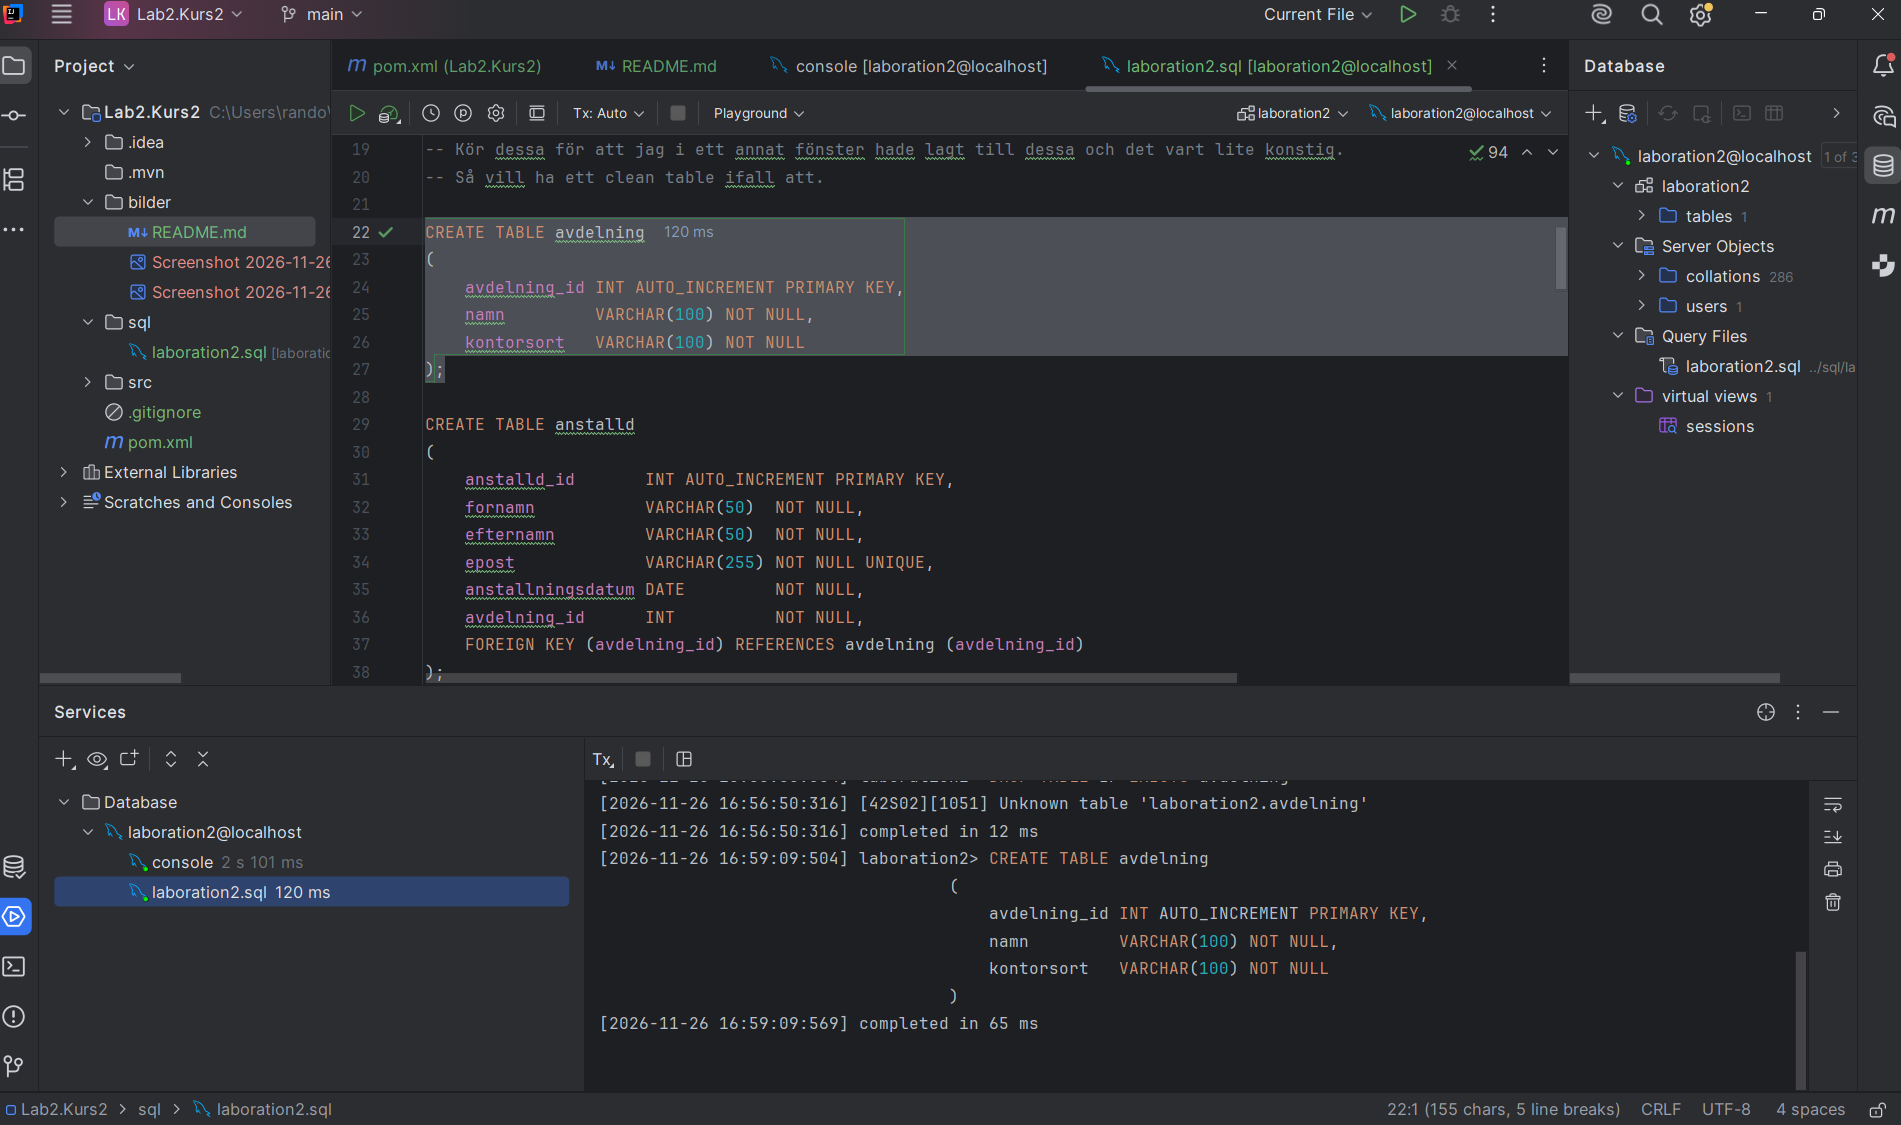 LK Lab2.Kurs2 main Current File
Project
pom.xml (Lab2.Kurs2) README.md console [laboration2@localhost] laboration2.sql [laboration2@localhost]
Database
Lab2.Kurs2 C:\Users\rando\
.idea
.mvn
bilder
README.md
Screenshot 2026-11-26
Screenshot 2026-11-26
sql
laboration2.sql [laboratio
src
.gitignore
pom.xml
External Libraries
Scratches and Consoles
Tx: Auto Playground laboration2 laboration2@localhost
94
19 -- Kör dessa för att jag i ett annat fönster hade lagt till dessa och det vart lite konstig.
20 -- Så vill ha ett clean table ifall att.
21
22 CREATE TABLE avdelning 120 ms
23 (
24 avdelning_id INT AUTO_INCREMENT PRIMARY KEY,
25 namn VARCHAR(100) NOT NULL,
26 kontorsort VARCHAR(100) NOT NULL
27 );
28
29 CREATE TABLE anstalld
30 (
31 anstalld_id INT AUTO_INCREMENT PRIMARY KEY,
32 fornamn VARCHAR(50) NOT NULL,
33 efternamn VARCHAR(50) NOT NULL,
34 epost VARCHAR(255) NOT NULL UNIQUE,
35 anstallningsdatum DATE NOT NULL,
36 avdelning_id INT NOT NULL,
37 FOREIGN KEY (avdelning_id) REFERENCES avdelning (avdelning_id)
38 );
laboration2@localhost 1 of 3
laboration2
tables 1
Server Objects
collations 286
users 1
Query Files
laboration2.sql ../sql/la
virtual views 1
sessions
Services
Tx
Database
laboration2@localhost
console 2 s 101 ms
laboration2.sql 120 ms
[2026-11-26 16:56:50:316] [42S02][1051] Unknown table 'laboration2.avdelning'
[2026-11-26 16:56:50:316] completed in 12 ms
[2026-11-26 16:59:09:504] laboration2> CREATE TABLE avdelning
(
avdelning_id INT AUTO_INCREMENT PRIMARY KEY,
namn VARCHAR(100) NOT NULL,
kontorsort VARCHAR(100) NOT NULL
)
[2026-11-26 16:59:09:569] completed in 65 ms
Lab2.Kurs2 > sql > laboration2.sql
22:1 (155 chars, 5 line breaks) CRLF UTF-8 4 spaces